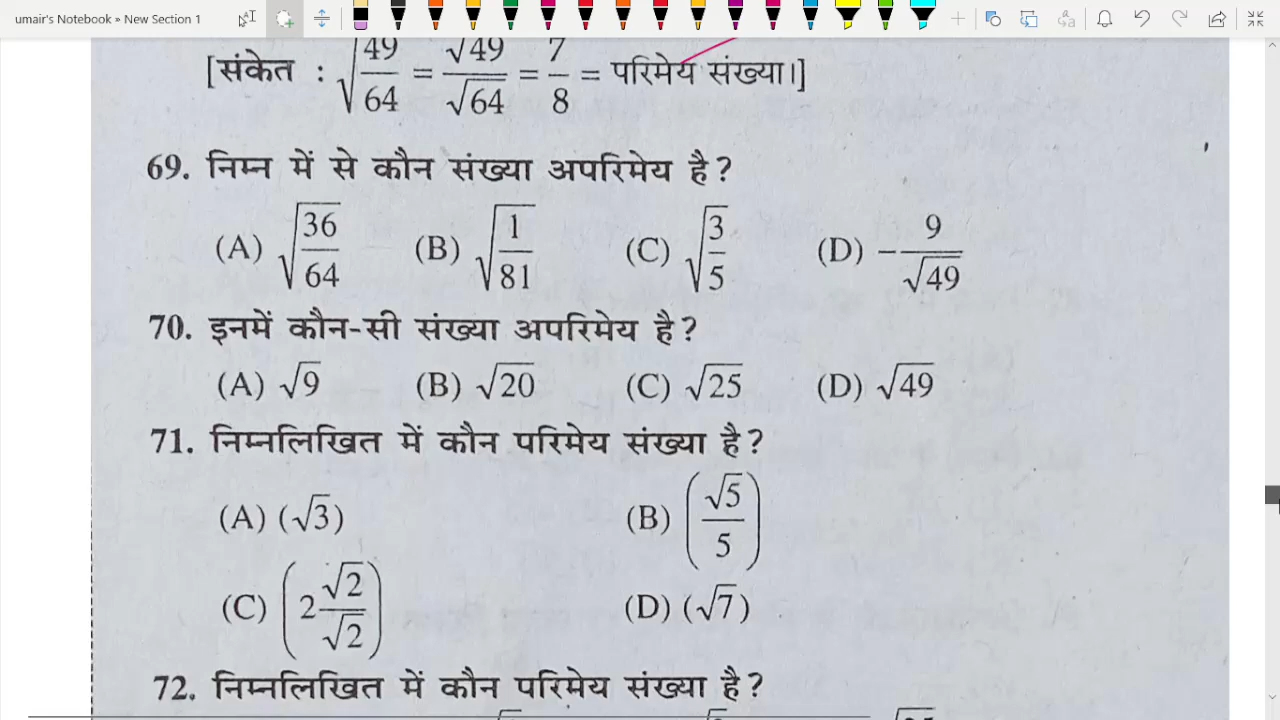 umair's Notebook » New Section 1
[संकेत : √(49/64) = √49/√64 = 7/8 = परिमेय संख्या।]
69. निम्न में से कौन संख्या अपरिमेय है?
(A) √(36/64) (B) √(1/81) (C) √(3/5) (D) −9/√49
70. इनमें कौन-सी संख्या अपरिमेय है?
(A) √9 (B) √20 (C) √25 (D) √49
71. निम्नलिखित में कौन परिमेय संख्या है?
(A) (√3) (B) (√5/5)
(C) (2√2/√2) (D) (√7)
72. निम्नलिखित में कौन परिमेय संख्या है?